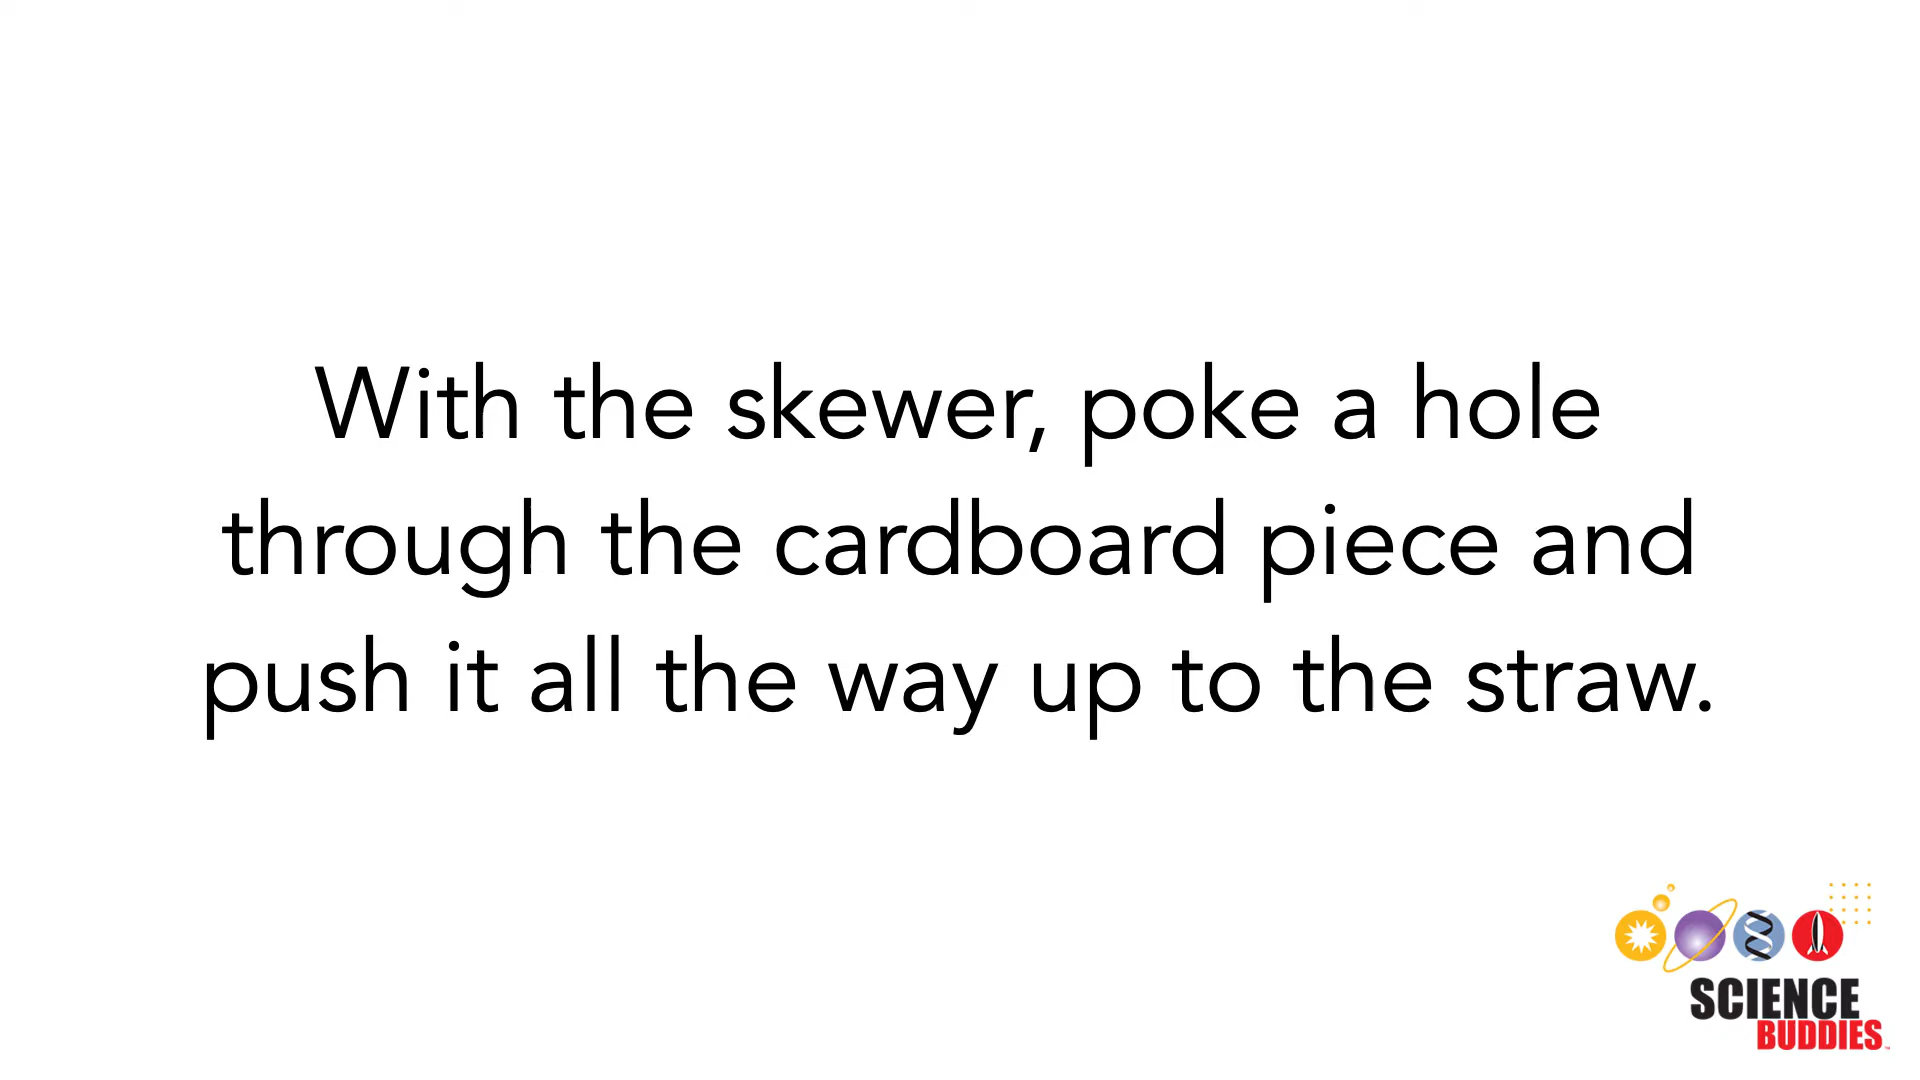 With the skewer, poke a hole
through the cardboard piece and
push it all the way up to the straw.
SCIENCE
BUDDIES